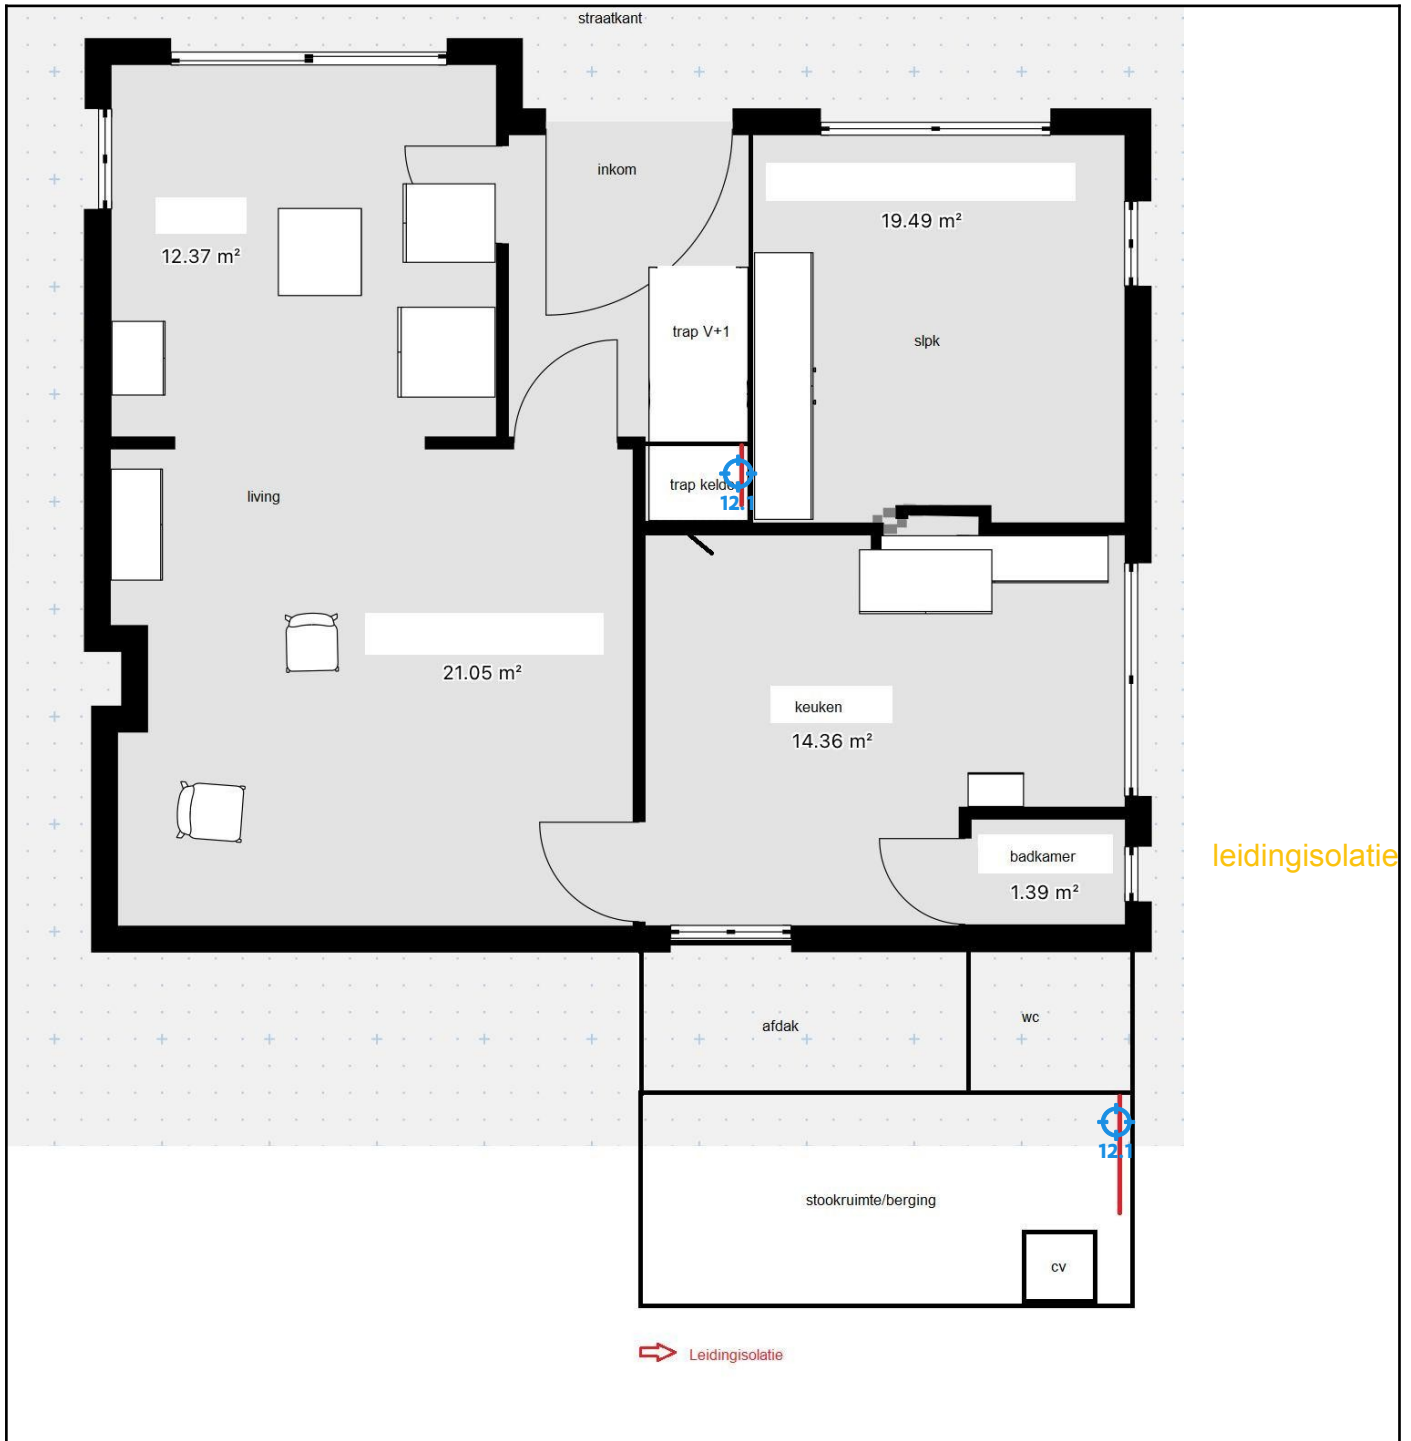 straatkant
inkom
12.37 m²
19.49 m²
trap V+1
slpk
living
trap kelder
12.1
21.05 m²
keuken
14.36 m²
badkamer
leidingisolatie
1.39 m²
afdak
wc
12.1
stookruimte/berging
cv
Leidingisolatie